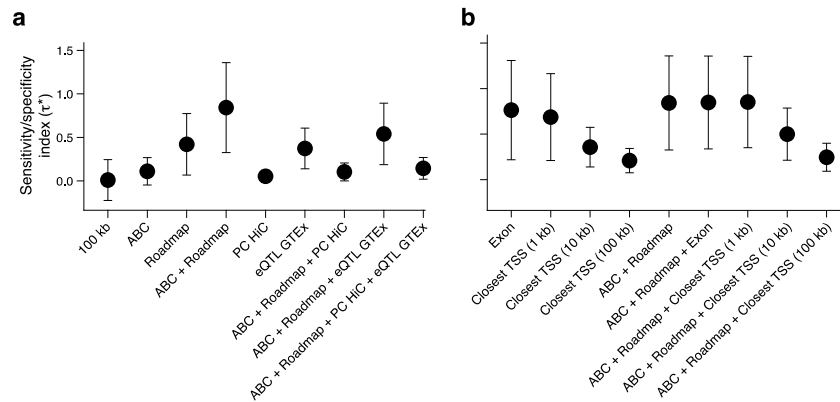 a
Sensitivity/specificity
index (τ*)
1.5
1.0
0.5
0.0
100 kb
ABC
Roadmap
ABC + Roadmap
PC HiC
eQTL GTEx
ABC + Roadmap + PC HiC
ABC + Roadmap + eQTL GTEx
ABC + Roadmap + PC HiC + eQTL GTEx
b
Exon
Closest TSS (1 kb)
Closest TSS (10 kb)
Closest TSS (100 kb)
ABC + Roadmap
ABC + Roadmap + Exon
ABC + Roadmap + Closest TSS (1 kb)
ABC + Roadmap + Closest TSS (10 kb)
ABC + Roadmap + Closest TSS (100 kb)